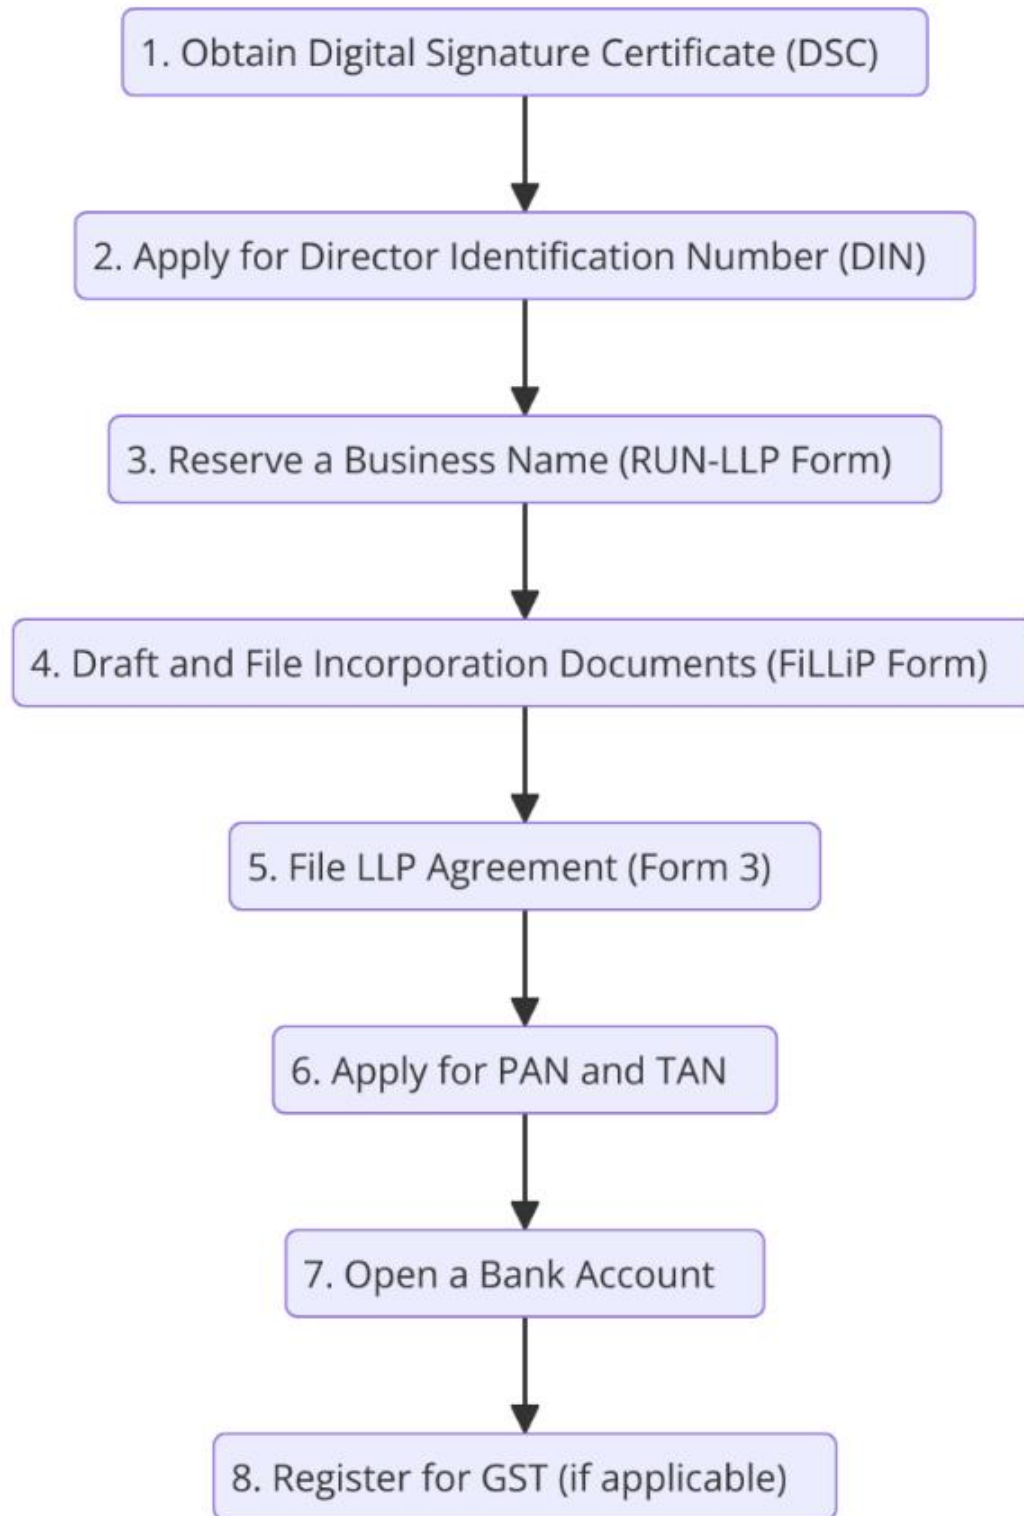 1. Obtain Digital Signature Certificate (DSC)
2. Apply for Director Identification Number (DIN)
3. Reserve a Business Name (RUN-LLP Form)
4. Draft and File Incorporation Documents (FiLLiP Form)
5. File LLP Agreement (Form 3)
6. Apply for PAN and TAN
7. Open a Bank Account
8. Register for GST (if applicable)